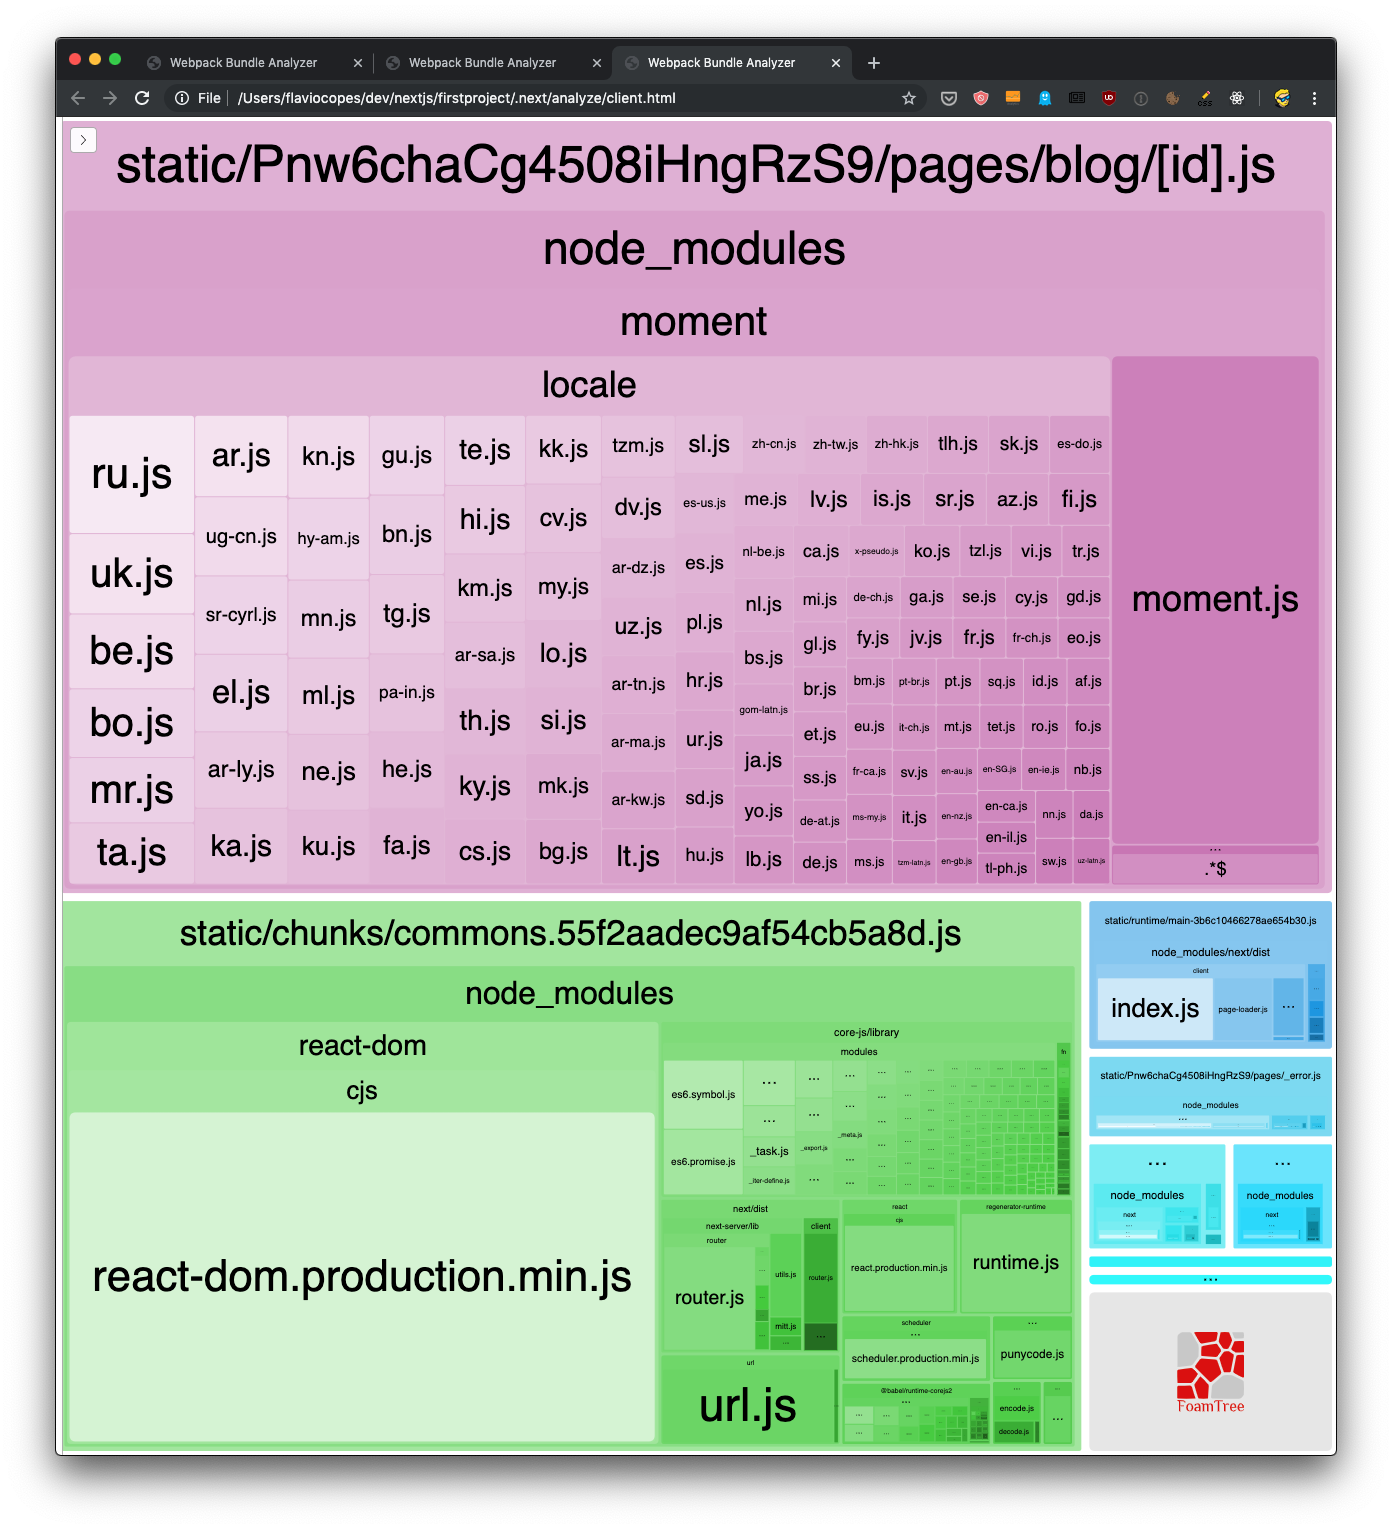 Webpack Bundle Analyzer
Webpack Bundle Analyzer
Webpack Bundle Analyzer
File
/Users/flaviocopes/dev/nextjs/firstproject/.next/analyze/client.html
static/Pnw6chaCg4508iHngRzS9/pages/blog/[id].js
node_modules
moment
locale
ru.js
uk.js
be.js
bo.js
mr.js
ta.js
ar.js
ug-cn.js
sr-cyrl.js
el.js
ar-ly.js
ka.js
kn.js
hy-am.js
mn.js
ml.js
ne.js
ku.js
gu.js
bn.js
tg.js
pa-in.js
he.js
fa.js
te.js
hi.js
km.js
ar-sa.js
th.js
ky.js
cs.js
kk.js
cv.js
my.js
lo.js
si.js
mk.js
bg.js
tzm.js
dv.js
ar-dz.js
uz.js
ar-tn.js
ar-ma.js
ar-kw.js
lt.js
sl.js
es-us.js
es.js
pl.js
hr.js
ur.js
sd.js
hu.js
zh-cn.js
zh-tw.js
zh-hk.js
tlh.js
sk.js
es-do.js
me.js
lv.js
is.js
sr.js
az.js
fi.js
nl-be.js
nl.js
bs.js
gom-latn.js
ja.js
yo.js
lb.js
ca.js
mi.js
gl.js
br.js
et.js
ss.js
de-at.js
de.js
x-pseudo.js
ko.js
tzl.js
vi.js
tr.js
de-ch.js
ga.js
se.js
cy.js
gd.js
fy.js
jv.js
fr.js
fr-ch.js
eo.js
bm.js
pt-br.js
pt.js
sq.js
id.js
af.js
eu.js
it-ch.js
mt.js
tet.js
ro.js
fo.js
fr-ca.js
sv.js
en-au.js
en-SG.js
en-ie.js
nb.js
ms-my.js
it.js
en-nz.js
en-ca.js
en-il.js
nn.js
da.js
ms.js
tzm-latn.js
en-gb.js
tl-ph.js
sw.js
uz-latn.js
moment.js
...
.*$
static/chunks/commons.55f2aadec9af54cb5a8d.js
node_modules
react-dom
cjs
react-dom.production.min.js
core-js/library
modules
fn
es6.symbol.js
es6.promise.js
_task.js
_iter-define.js
_export.js
_meta.js
next/dist
next-server/lib
router
router.js
utils.js
mitt.js
client
router.js
url
url.js
react
cjs
react.production.min.js
regenerator-runtime
runtime.js
scheduler
...
scheduler.production.min.js
...
punycode.js
@babel/runtime-corejs2
...
encode.js
decode.js
...
static/runtime/main-3b6c10466278ae654b30.js
node_modules/next/dist
client
index.js
page-loader.js
...
static/Pnw6chaCg4508iHngRzS9/pages/_error.js
node_modules
...
...
node_modules
next
...
node_modules
next
...
FoamTree